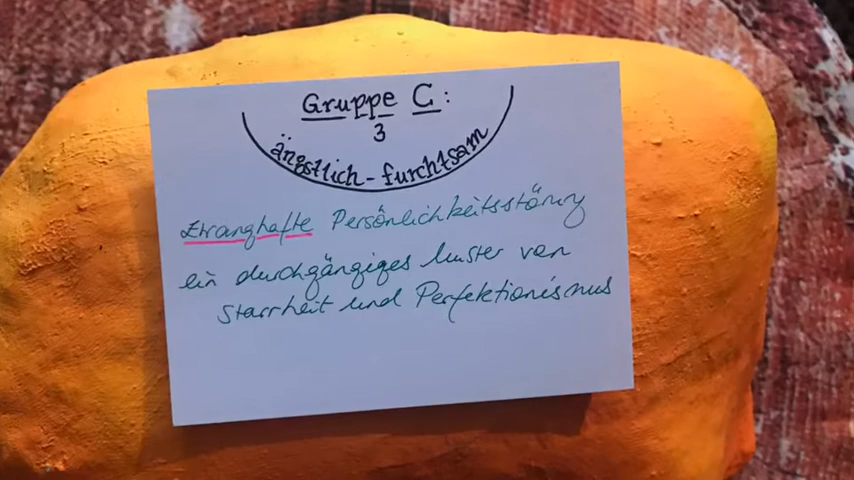 Gruppe C:
3
ängstlich-furchtsam
Zwanghafte Persönlichkeitsstörung
ein durchgängiges Muster von
Starrheit und Perfektionismus